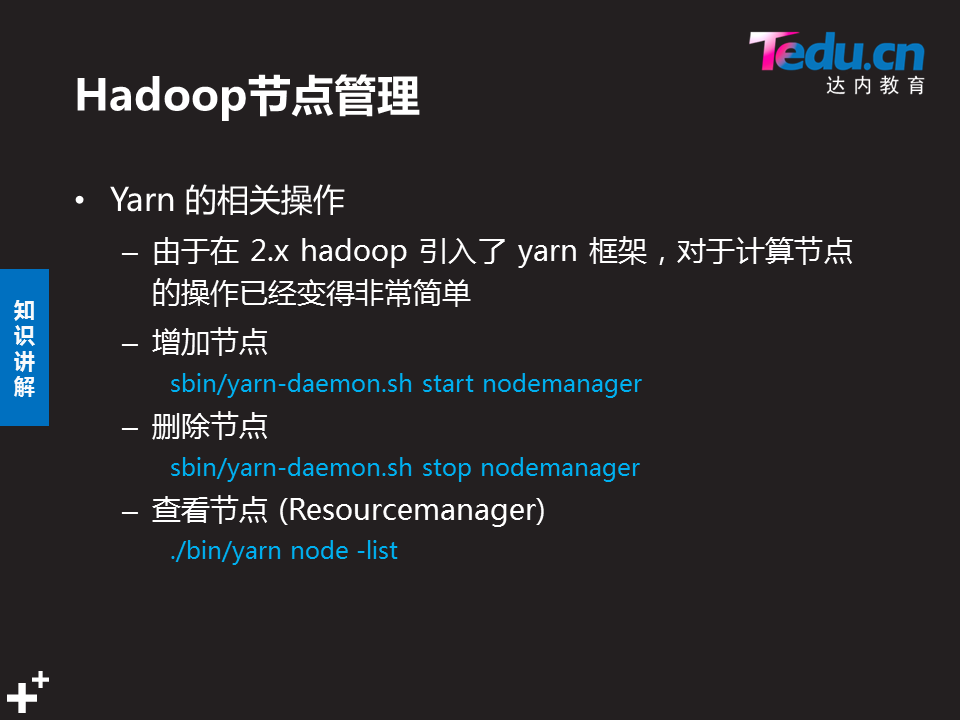 Tedu.cn
达内教育
Hadoop节点管理
• Yarn 的相关操作
– 由于在 2.x hadoop 引入了 yarn 框架，对于计算节点
的操作已经变得非常简单
– 增加节点
sbin/yarn-daemon.sh start nodemanager
– 删除节点
sbin/yarn-daemon.sh stop nodemanager
– 查看节点 (Resourcemanager)
./bin/yarn node -list
知
识
讲
解